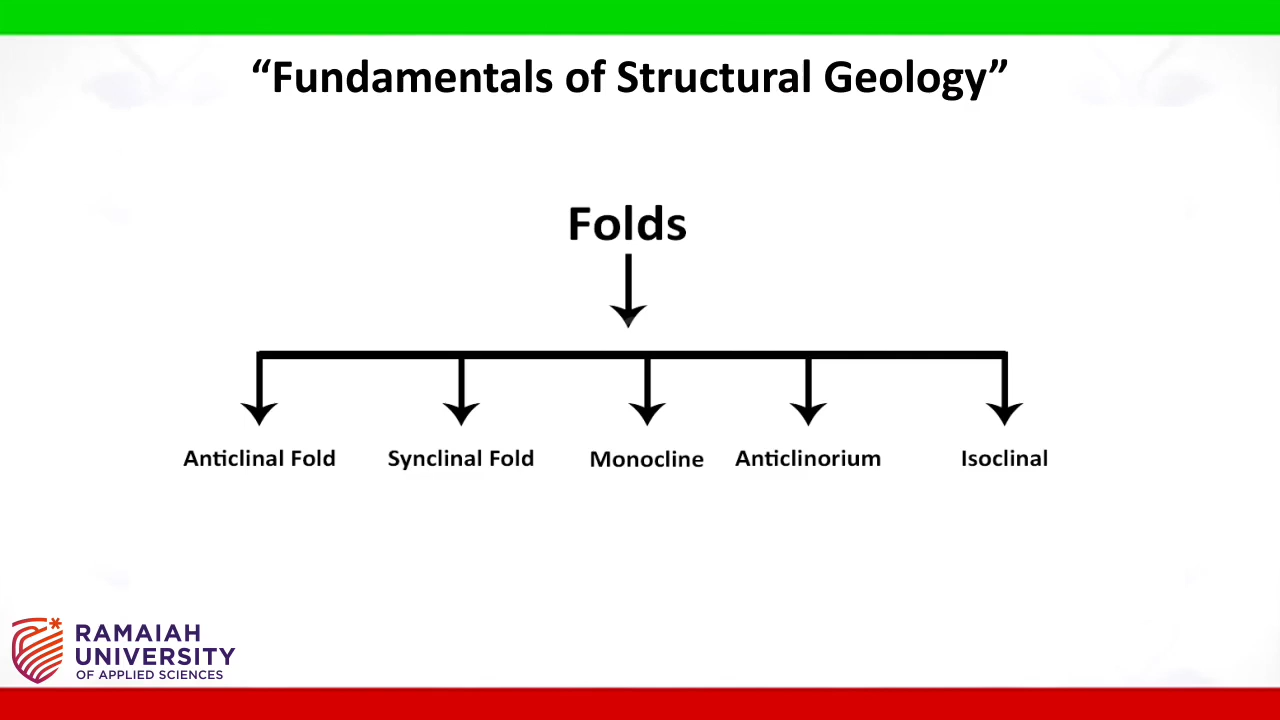 “Fundamentals of Structural Geology”
Folds
Anticlinal Fold
Synclinal Fold
Monocline
Anticlinorium
Isoclinal
RAMAIAH
UNIVERSITY
OF APPLIED SCIENCES